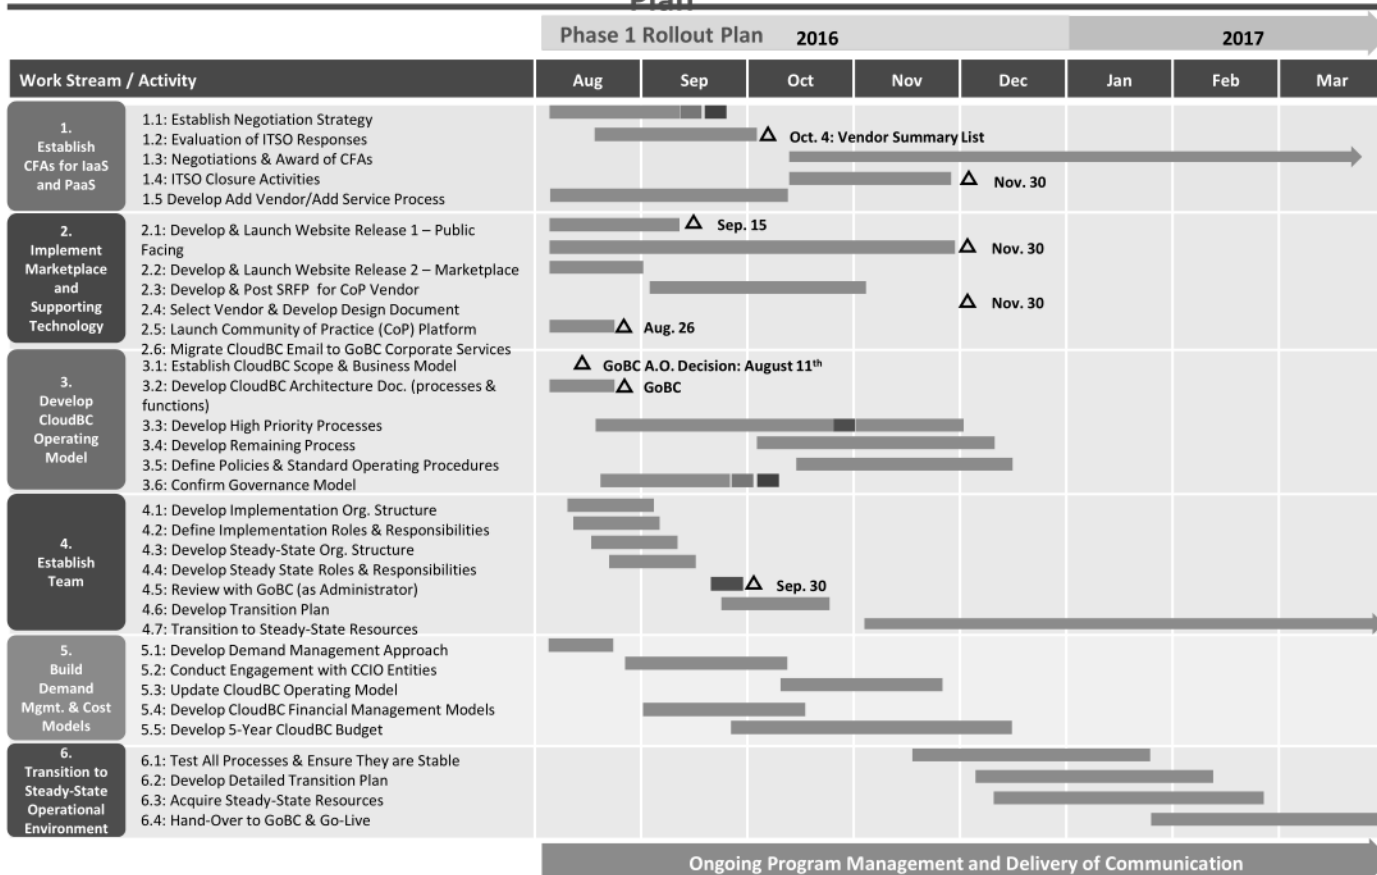 Plan
Phase 1 Rollout Plan 2016 2017
Work Stream / Activity Aug Sep Oct Nov Dec Jan Feb Mar
1.
Establish
CFAs for IaaS
and PaaS
1.1: Establish Negotiation Strategy
1.2: Evaluation of ITSO Responses
Oct. 4: Vendor Summary List
1.3: Negotiations & Award of CFAs
1.4: ITSO Closure Activities
Nov. 30
1.5 Develop Add Vendor/Add Service Process
2.
Implement
Marketplace
and
Supporting
Technology
2.1: Develop & Launch Website Release 1 – Public
Facing
Sep. 15
Nov. 30
2.2: Develop & Launch Website Release 2 – Marketplace
2.3: Develop & Post SRFP for CoP Vendor
2.4: Select Vendor & Develop Design Document
Nov. 30
2.5: Launch Community of Practice (CoP) Platform
Aug. 26
2.6: Migrate CloudBC Email to GoBC Corporate Services
3.
Develop
CloudBC
Operating
Model
3.1: Establish CloudBC Scope & Business Model
GoBC A.O. Decision: August 11th
3.2: Develop CloudBC Architecture Doc. (processes &
functions)
GoBC
3.3: Develop High Priority Processes
3.4: Develop Remaining Process
3.5: Define Policies & Standard Operating Procedures
3.6: Confirm Governance Model
4.
Establish
Team
4.1: Develop Implementation Org. Structure
4.2: Define Implementation Roles & Responsibilities
4.3: Develop Steady-State Org. Structure
4.4: Develop Steady State Roles & Responsibilities
4.5: Review with GoBC (as Administrator)
Sep. 30
4.6: Develop Transition Plan
4.7: Transition to Steady-State Resources
5.
Build
Demand
Mgmt. & Cost
Models
5.1: Develop Demand Management Approach
5.2: Conduct Engagement with CCIO Entities
5.3: Update CloudBC Operating Model
5.4: Develop CloudBC Financial Management Models
5.5: Develop 5-Year CloudBC Budget
6.
Transition to
Steady-State
Operational
Environment
6.1: Test All Processes & Ensure They are Stable
6.2: Develop Detailed Transition Plan
6.3: Acquire Steady-State Resources
6.4: Hand-Over to GoBC & Go-Live
Ongoing Program Management and Delivery of Communication